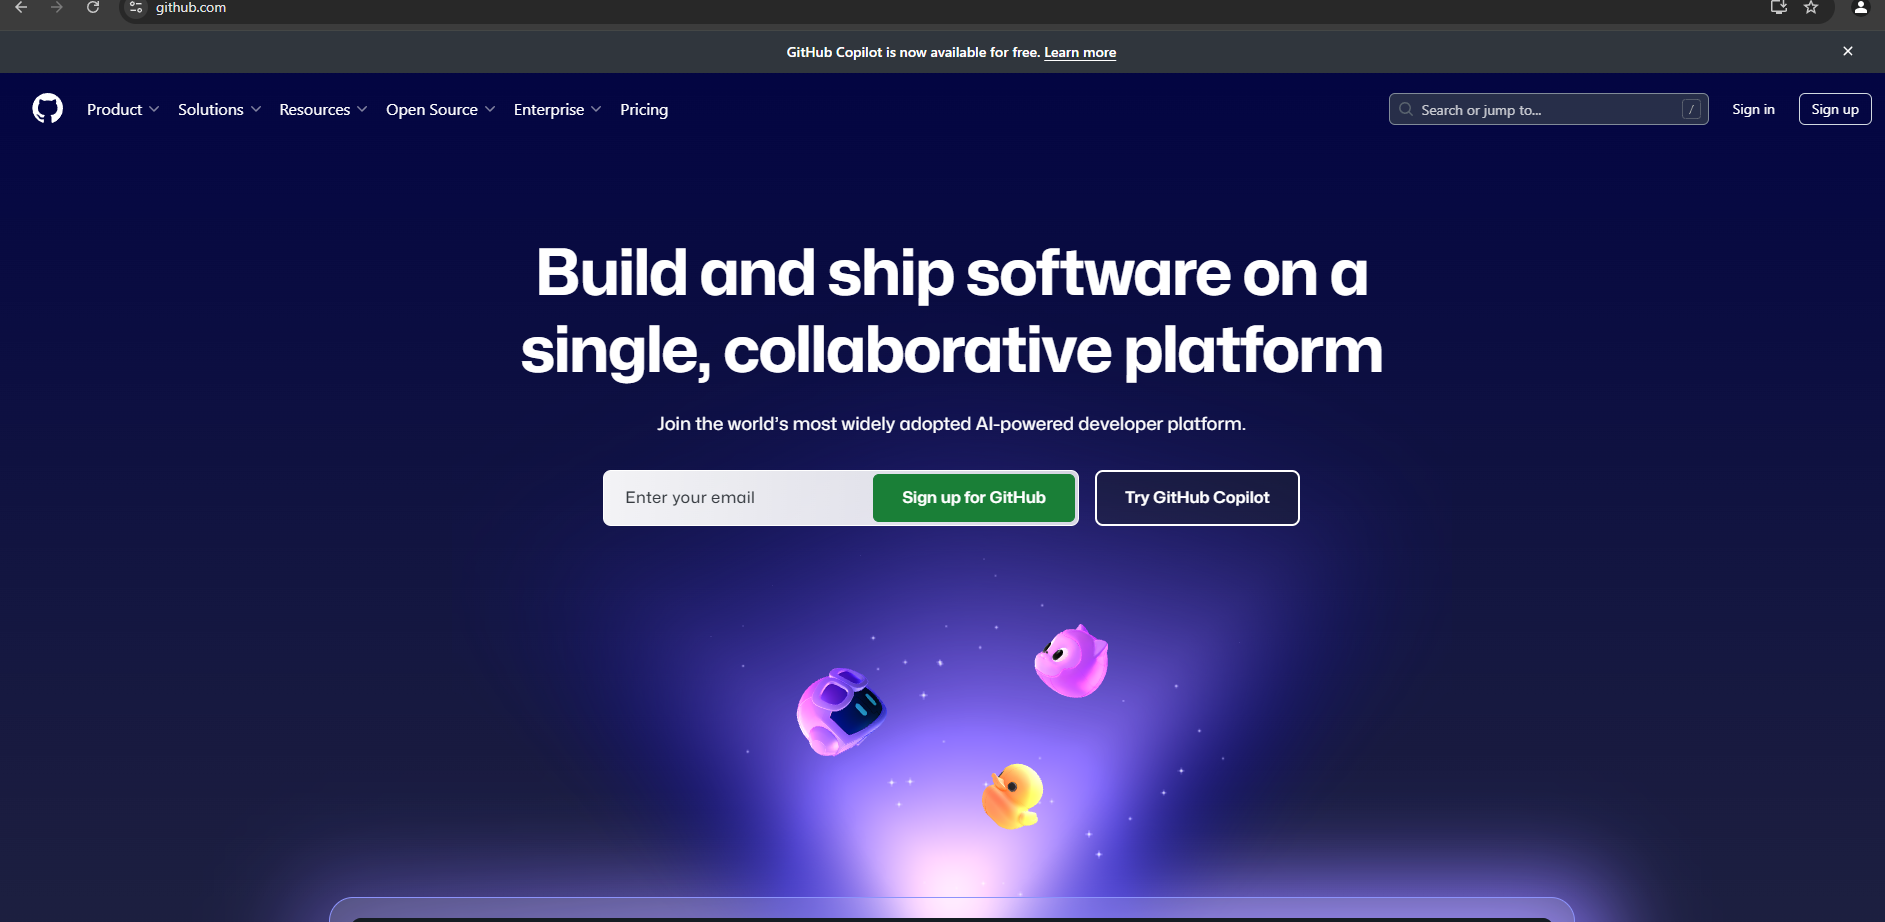 github.com
GitHub Copilot is now available for free. Learn more
Product Solutions Resources Open Source Enterprise Pricing Search or jump to... / Sign in Sign up
Build and ship software on a
single, collaborative platform
Join the world’s most widely adopted AI-powered developer platform.
Enter your email Sign up for GitHub Try GitHub Copilot